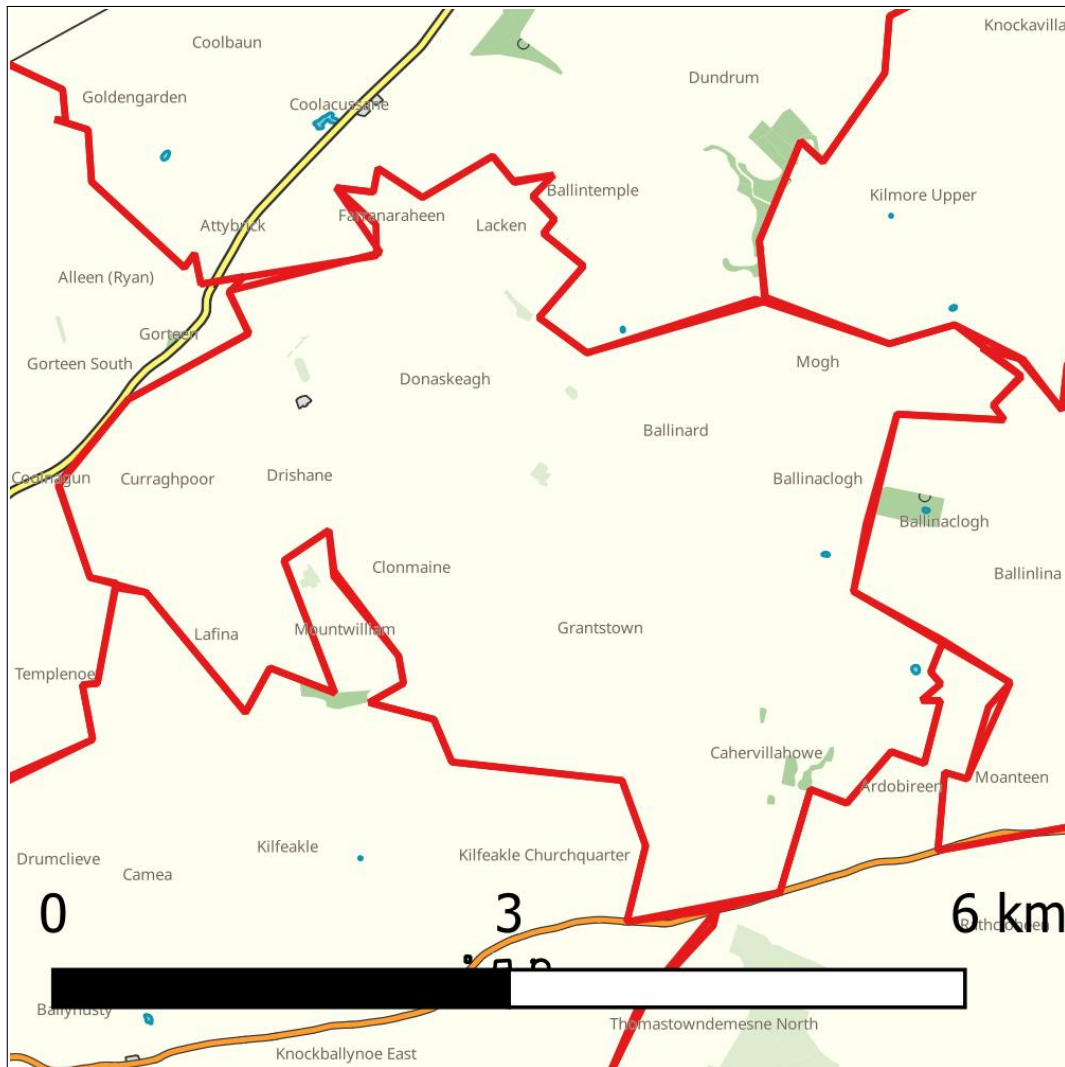 Knockavilla
Coolbaun
Dundrum
Goldengarden
Coolacussane
Ballintemple
Kilmore Upper
Farranaraheen
Attybrick
Lacken
Alleen (Ryan)
Gorteen
Gorteen South
Mogh
Donaskeagh
Ballinard
Coolnagun
Curraghpoor
Drishane
Ballinaclogh
Ballinaclogh
Clonmaine
Ballinlina
Grantstown
Lafina
Mountwilliam
Templenoe
Cahervillahowe
Moanteen
Ardobireen
Kilfeakle
Kilfeakle Churchquarter
Drumclieve
Camea
0 3 6 km
Ballynusty
Thomastowndemesne North
Knockballynoe East